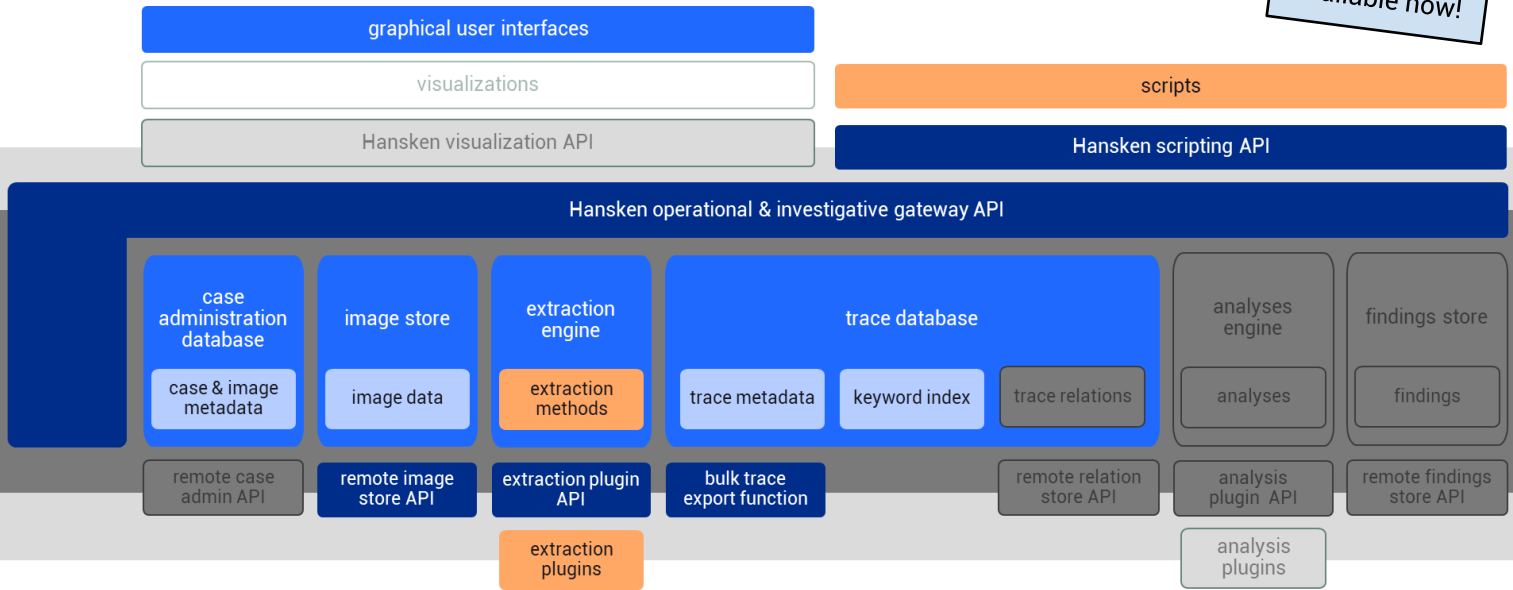 now!
graphical user interfaces
visualizations
scripts
Hansken visualization API
Hansken scripting API
Hansken operational & investigative gateway API
case
administration
database
image store
extraction
engine
trace database
analyses
engine
findings store
case & image
metadata
image data
extraction
methods
trace metadata
keyword index
trace relations
analyses
findings
remote case
admin API
remote image
store API
extraction plugin
API
bulk trace
export function
remote relation
store API
analysis
plugin API
remote findings
store API
extraction
plugins
analysis
plugins